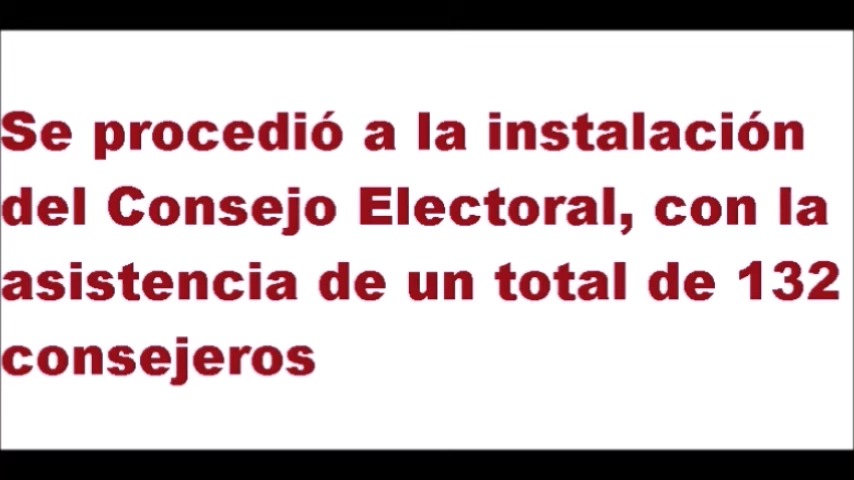 Se procedió a la instalación
del Consejo Electoral, con la
asistencia de un total de 132
consejeros